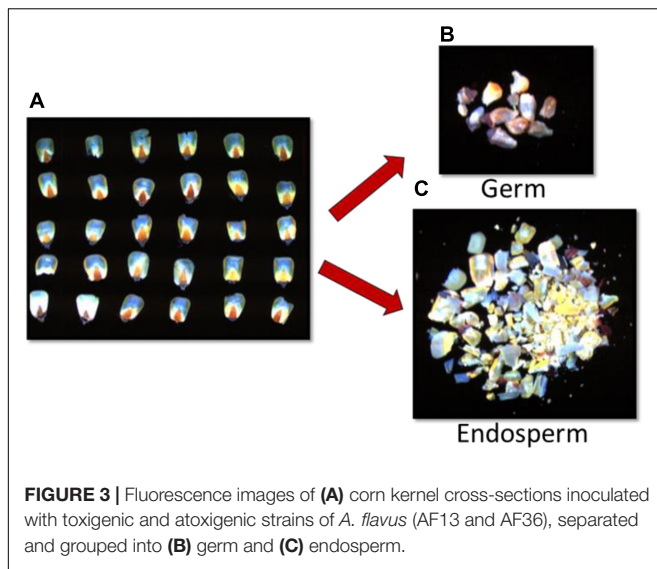 A
B
Germ
C
Endosperm
FIGURE 3 | Fluorescence images of (A) corn kernel cross-sections inoculated
with toxigenic and atoxigenic strains of A. flavus (AF13 and AF36), separated
and grouped into (B) germ and (C) endosperm.